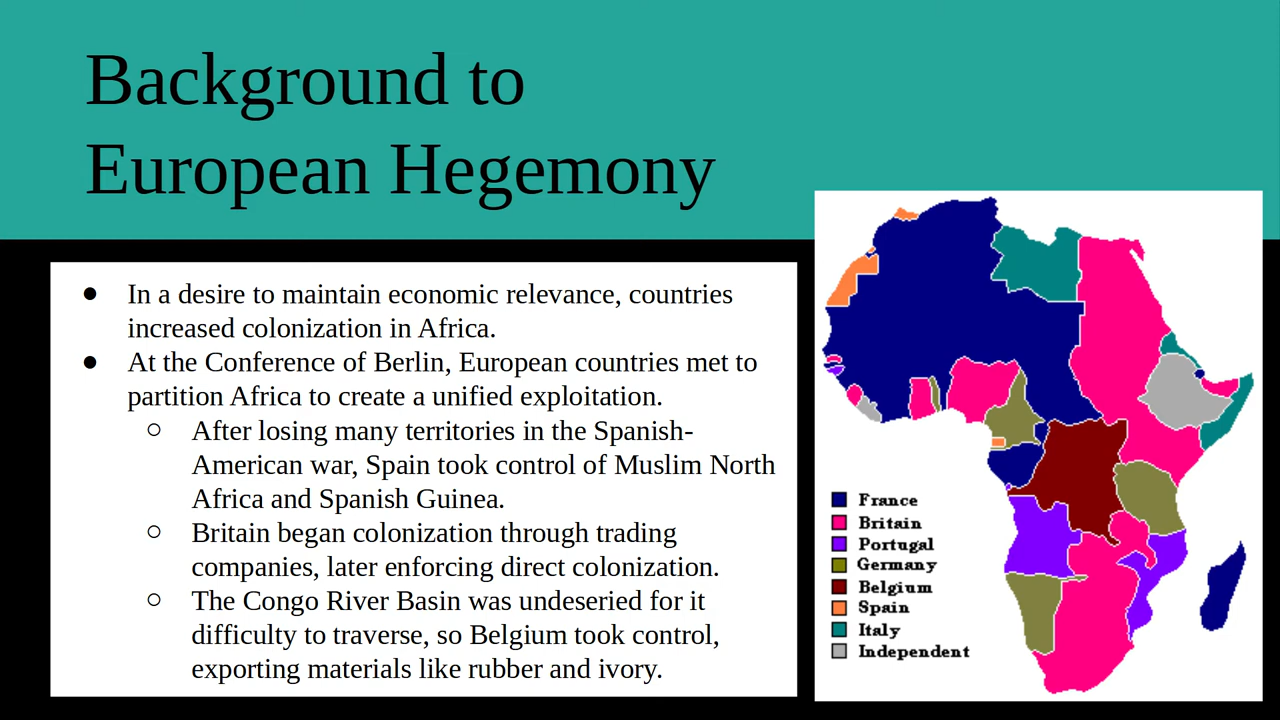 Background to
European Hegemony
● In a desire to maintain economic relevance, countries
increased colonization in Africa.
● At the Conference of Berlin, European countries met to
partition Africa to create a unified exploitation.
○ After losing many territories in the Spanish-
American war, Spain took control of Muslim North
Africa and Spanish Guinea.
○ Britain began colonization through trading
companies, later enforcing direct colonization.
○ The Congo River Basin was undeseried for it
difficulty to traverse, so Belgium took control,
exporting materials like rubber and ivory.
France
Britain
Portugal
Germany
Belgium
Spain
Italy
Independent